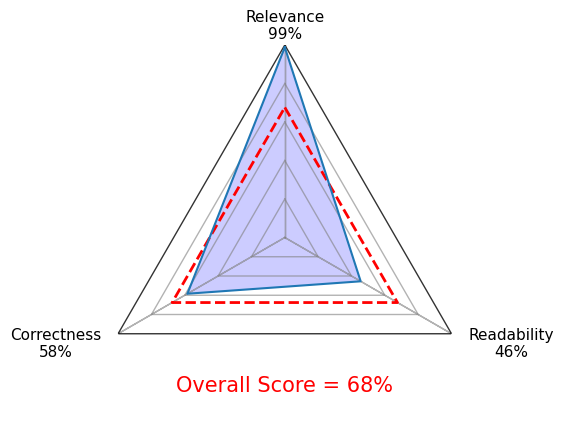 Relevance
99%
Correctness
58%
Readability
46%
Overall Score = 68%